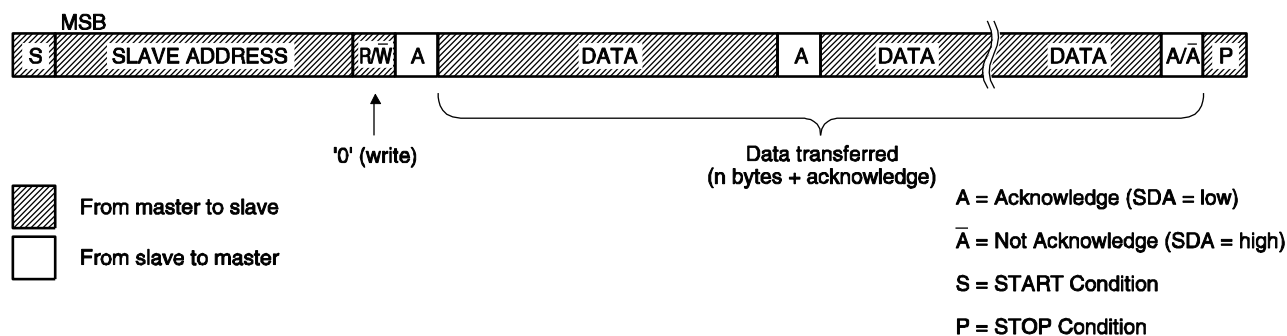 MSB
S SLAVE ADDRESS R/W̅ A DATA A DATA DATA A/A̅ P
'0' (write)
Data transferred
(n bytes + acknowledge)
From master to slave
From slave to master
A = Acknowledge (SDA = low)
A̅ = Not Acknowledge (SDA = high)
S = START Condition
P = STOP Condition